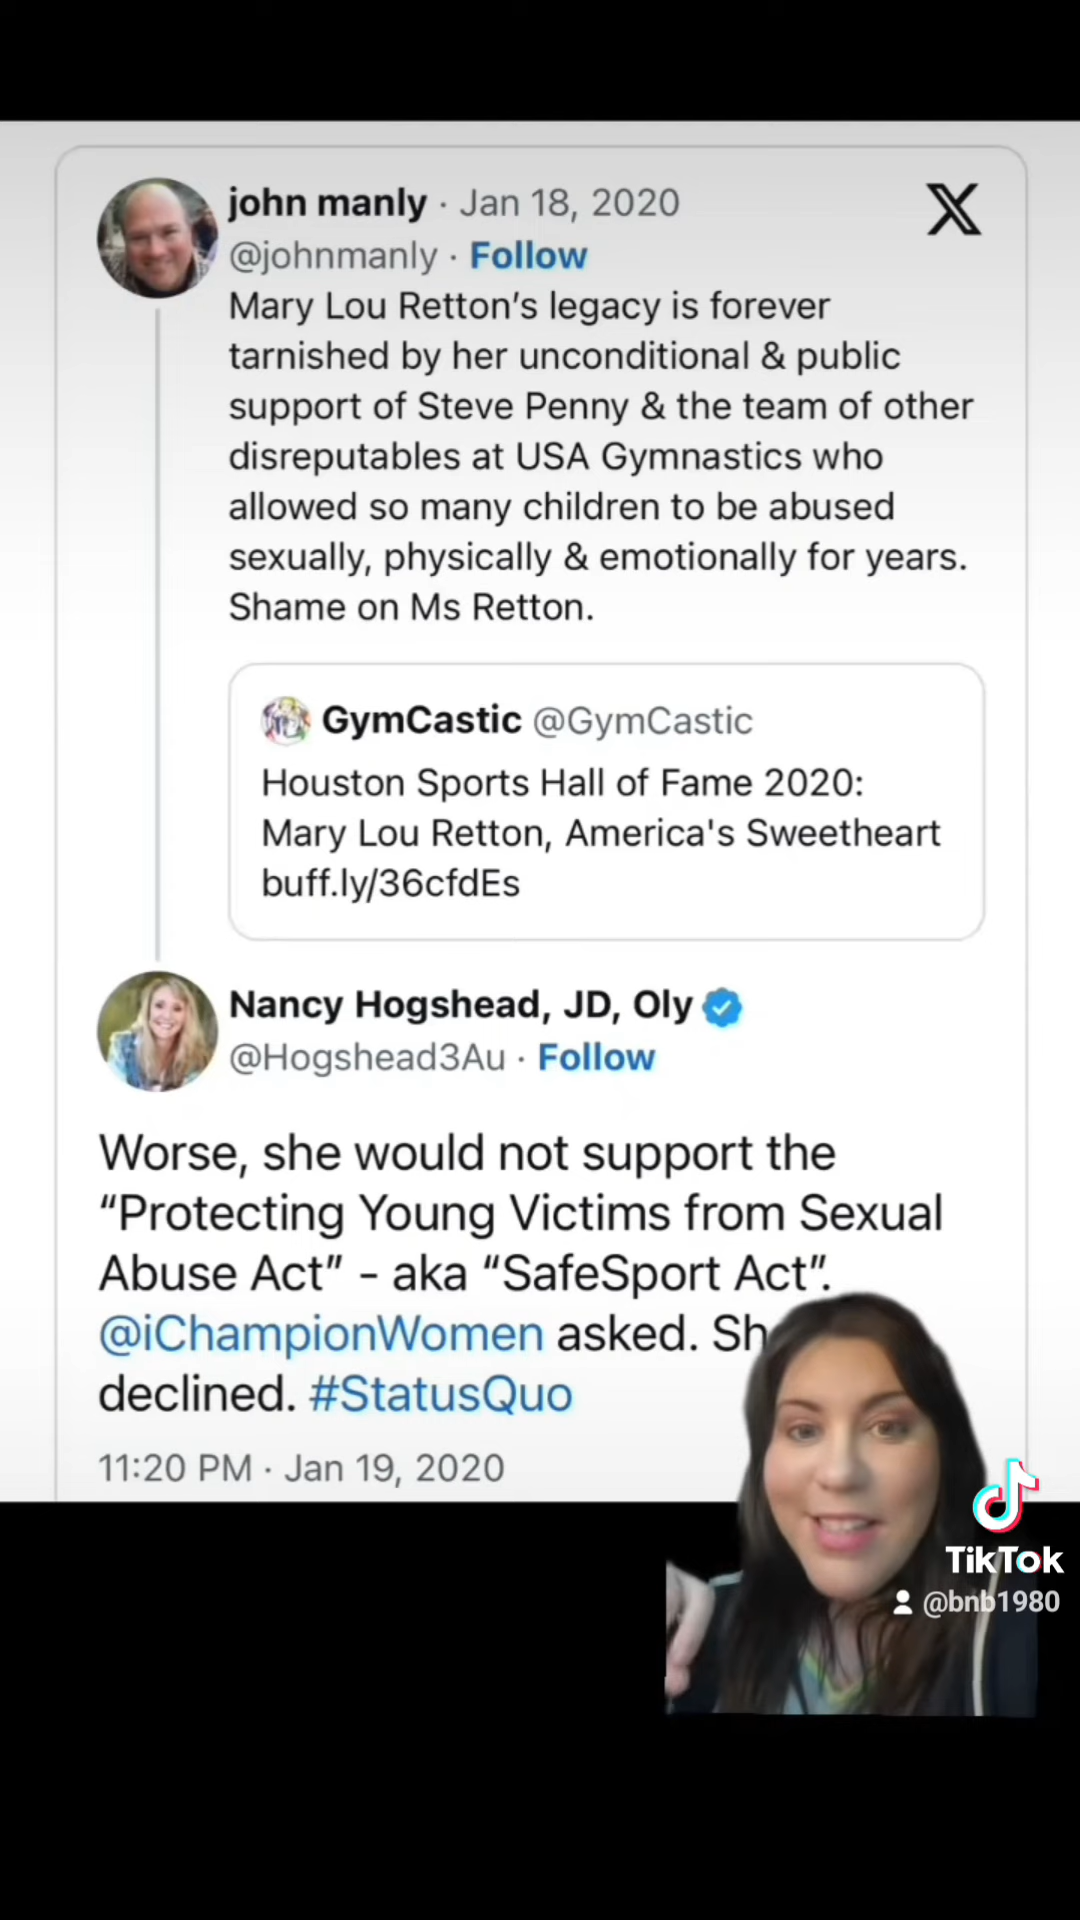 john manly · Jan 18, 2020
@johnmanly · Follow
Mary Lou Retton's legacy is forever
tarnished by her unconditional & public
support of Steve Penny & the team of other
disreputables at USA Gymnastics who
allowed so many children to be abused
sexually, physically & emotionally for years.
Shame on Ms Retton.
GymCastic @GymCastic
Houston Sports Hall of Fame 2020:
Mary Lou Retton, America's Sweetheart
buff.ly/36cfdEs
Nancy Hogshead, JD, Oly
@Hogshead3Au · Follow
Worse, she would not support the
“Protecting Young Victims from Sexual
Abuse Act” - aka “SafeSport Act”.
@iChampionWomen asked. Sh
declined. #StatusQuo
11:20 PM · Jan 19, 2020
TikTok
@bnb1980